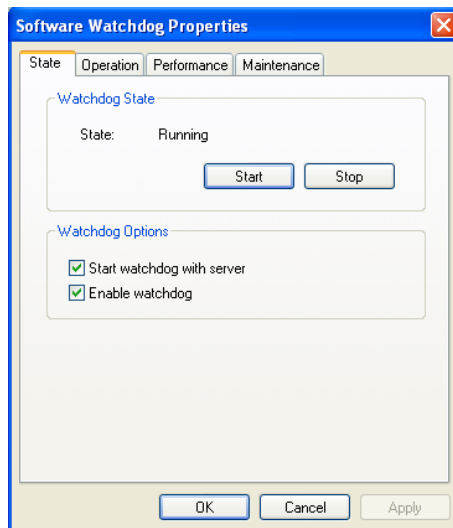 Software Watchdog Properties
State Operation Performance Maintenance
Watchdog State
State: Running
Start Stop
Watchdog Options
Start watchdog with server
Enable watchdog
OK Cancel Apply